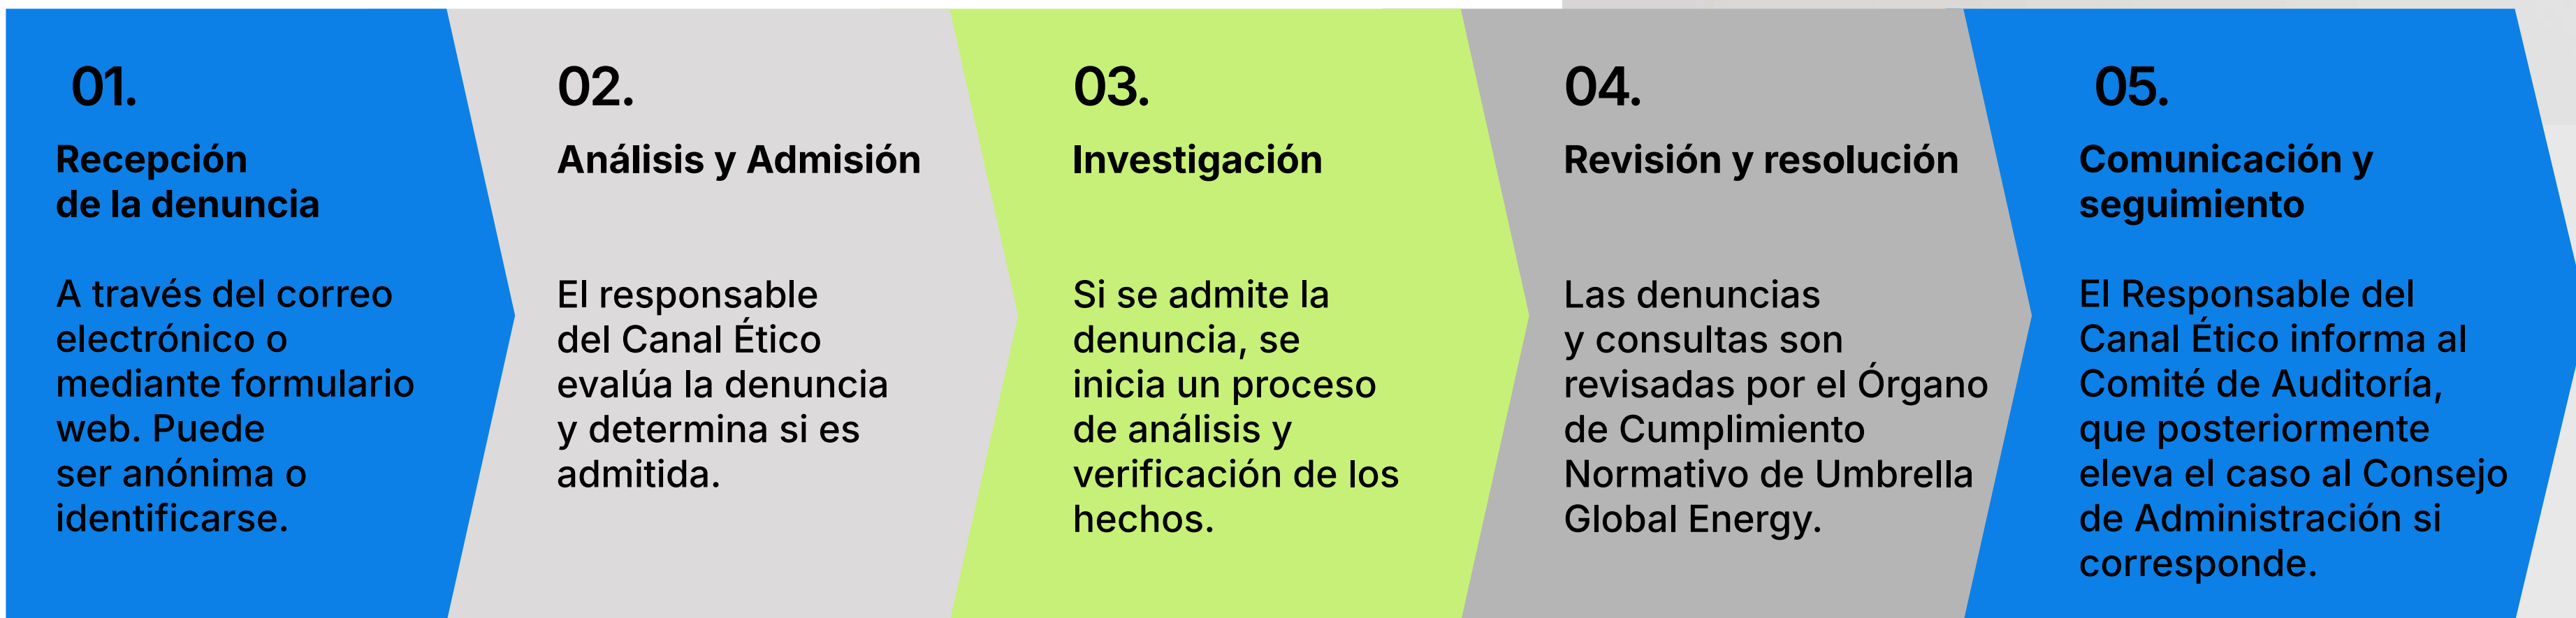 01.
Recepción
de la denuncia
A través del correo
electrónico o
mediante formulario
web. Puede
ser anónima o
identificarse.
02.
Análisis y Admisión
El responsable
del Canal Ético
evalúa la denuncia
y determina si es
admitida.
03.
Investigación
Si se admite la
denuncia, se
inicia un proceso
de análisis y
verificación de los
hechos.
04.
Revisión y resolución
Las denuncias
y consultas son
revisadas por el Órgano
de Cumplimiento
Normativo de Umbrella
Global Energy.
05.
Comunicación y
seguimiento
El Responsable del
Canal Ético informa al
Comité de Auditoría,
que posteriormente
eleva el caso al Consejo
de Administración si
corresponde.